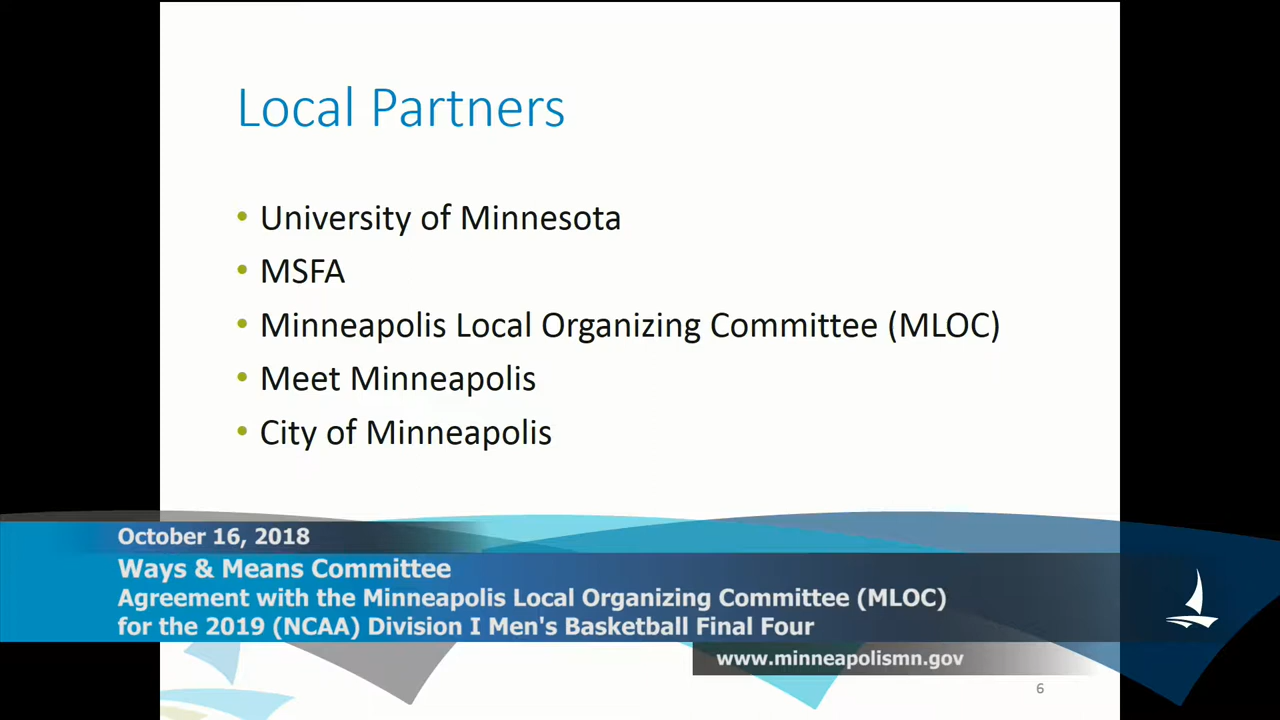 Local Partners
• University of Minnesota
• MSFA
• Minneapolis Local Organizing Committee (MLOC)
• Meet Minneapolis
• City of Minneapolis
October 16, 2018
Ways & Means Committee
Agreement with the Minneapolis Local Organizing Committee (MLOC)
for the 2019 (NCAA) Division I Men's Basketball Final Four
www.minneapolismn.gov
6